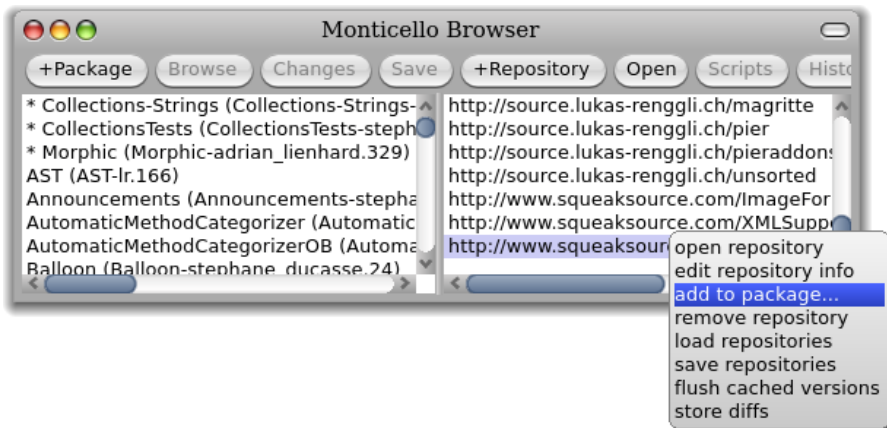 Monticello Browser
+Package Browse Changes Save +Repository Open Scripts Histo
* Collections-Strings (Collections-Strings-
* CollectionsTests (CollectionsTests-steph
* Morphic (Morphic-adrian_lienhard.329)
AST (AST-lr.166)
Announcements (Announcements-stepha
AutomaticMethodCategorizer (Automatic
AutomaticMethodCategorizerOB (Automa
Balloon (Balloon-stephane_ducasse.24)
http://source.lukas-renggli.ch/magritte
http://source.lukas-renggli.ch/pier
http://source.lukas-renggli.ch/pieraddons
http://source.lukas-renggli.ch/unsorted
http://www.squeaksource.com/ImageFor
http://www.squeaksource.com/XMLSuppo
http://www.squeaksour
open repository
edit repository info
add to package...
remove repository
load repositories
save repositories
flush cached versions
store diffs